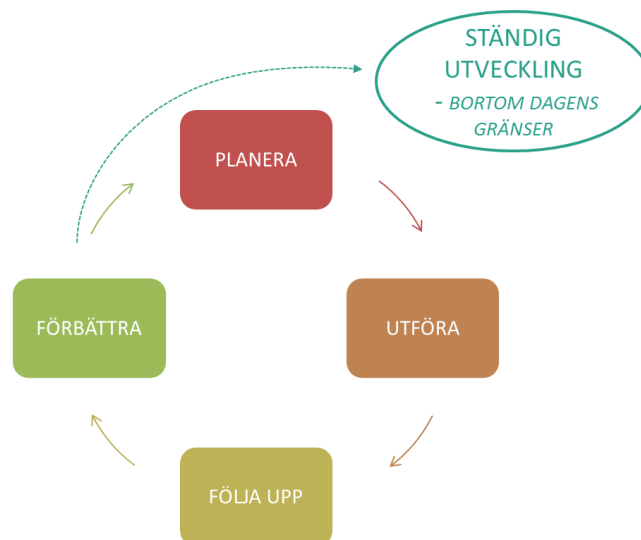 STÄNDIG
UTVECKLING
- BORTOM DAGENS
GRÄNSER
PLANERA
FÖRBÄTTRA
UTFÖRA
FÖLJA UPP